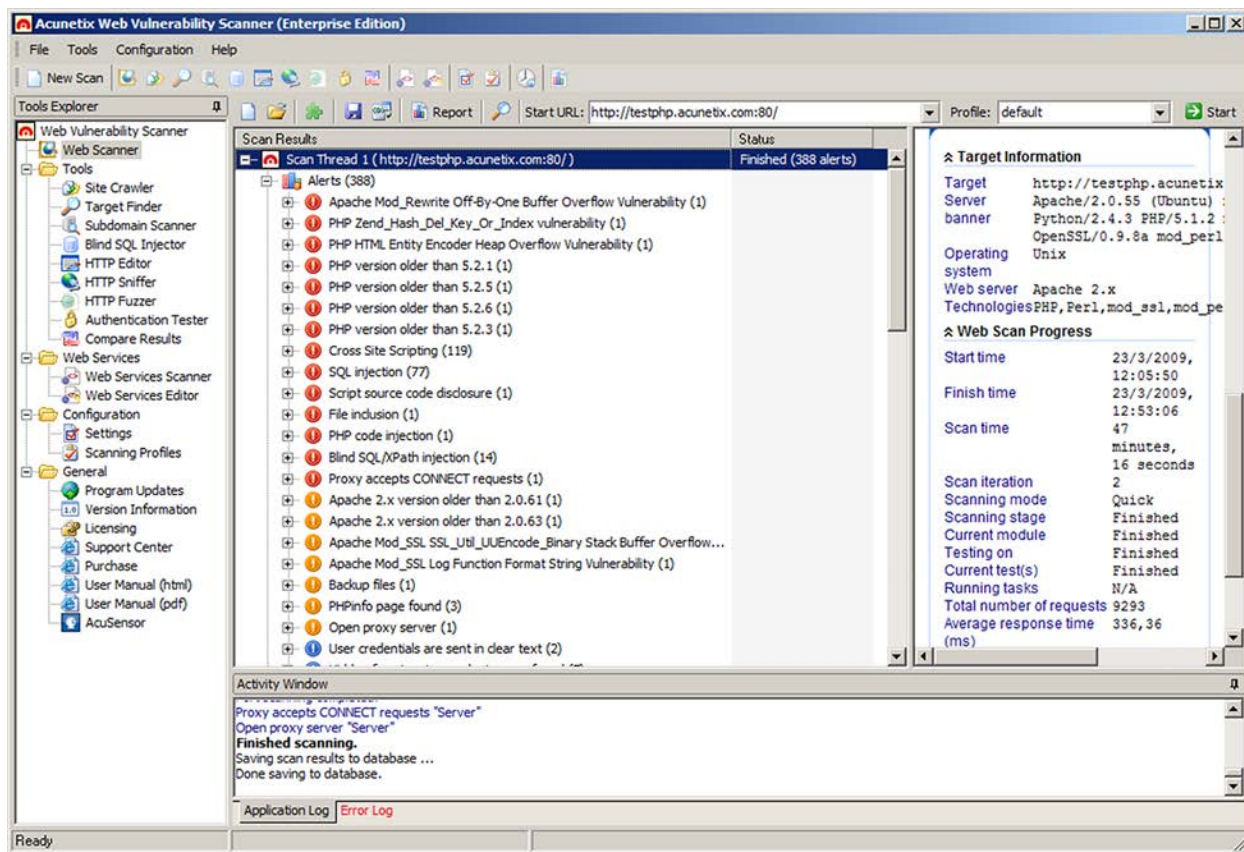 Acunetix Web Vulnerability Scanner (Enterprise Edition)
File Tools Configuration Help
New Scan
Tools Explorer
Report
Start URL: http://testphp.acunetix.com:80/
Profile: default
Start
Web Vulnerability Scanner
Web Scanner
Tools
Site Crawler
Target Finder
Subdomain Scanner
Blind SQL Injector
HTTP Editor
HTTP Sniffer
HTTP Fuzzer
Authentication Tester
Compare Results
Web Services
Web Services Scanner
Web Services Editor
Configuration
Settings
Scanning Profiles
General
Program Updates
Version Information
Licensing
Support Center
Purchase
User Manual (html)
User Manual (pdf)
AcuSensor
Scan Results Status
Scan Thread 1 ( http://testphp.acunetix.com:80/ ) Finished (388 alerts)
Alerts (388)
Apache Mod_Rewrite Off-By-One Buffer Overflow Vulnerability (1)
PHP Zend_Hash_Del_Key_Or_Index vulnerability (1)
PHP HTML Entity Encoder Heap Overflow Vulnerability (1)
PHP version older than 5.2.1 (1)
PHP version older than 5.2.5 (1)
PHP version older than 5.2.6 (1)
PHP version older than 5.2.3 (1)
Cross Site Scripting (119)
SQL injection (77)
Script source code disclosure (1)
File inclusion (1)
PHP code injection (1)
Blind SQL/XPath injection (14)
Proxy accepts CONNECT requests (1)
Apache 2.x version older than 2.0.61 (1)
Apache 2.x version older than 2.0.63 (1)
Apache Mod_SSL SSL_Util_UUEncode_Binary Stack Buffer Overflow...
Apache Mod_SSL Log Function Format String Vulnerability (1)
Backup files (1)
PHPinfo page found (3)
Open proxy server (1)
User credentials are sent in clear text (2)
Target Information
Target http://testphp.acunetix
Server Apache/2.0.55 (Ubuntu)
banner Python/2.4.3 PHP/5.1.2
OpenSSL/0.9.8a mod_perl
Operating Unix
system
Web server Apache 2.x
Technologies PHP,Perl,mod_ssl,mod_pe
Web Scan Progress
Start time 23/3/2009,
12:05:50
Finish time 23/3/2009,
12:53:06
Scan time 47
minutes,
16 seconds
Scan iteration 2
Scanning mode Quick
Scanning stage Finished
Current module Finished
Testing on Finished
Current test(s) Finished
Running tasks N/A
Total number of requests 9293
Average response time 336,36
(ms)
Activity Window
Proxy accepts CONNECT requests "Server"
Open proxy server "Server"
Finished scanning.
Saving scan results to database ...
Done saving to database.
Application Log Error Log
Ready